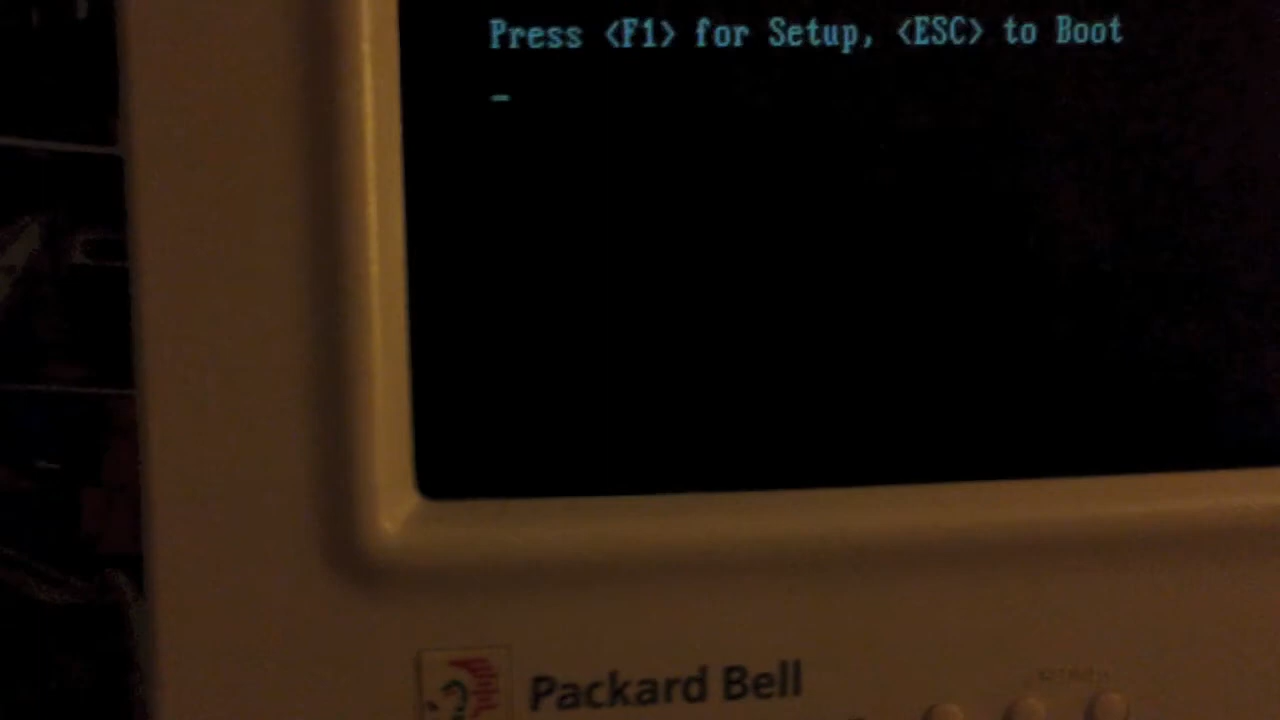 Press <F1> for Setup, <ESC> to Boot
_
Packard Bell